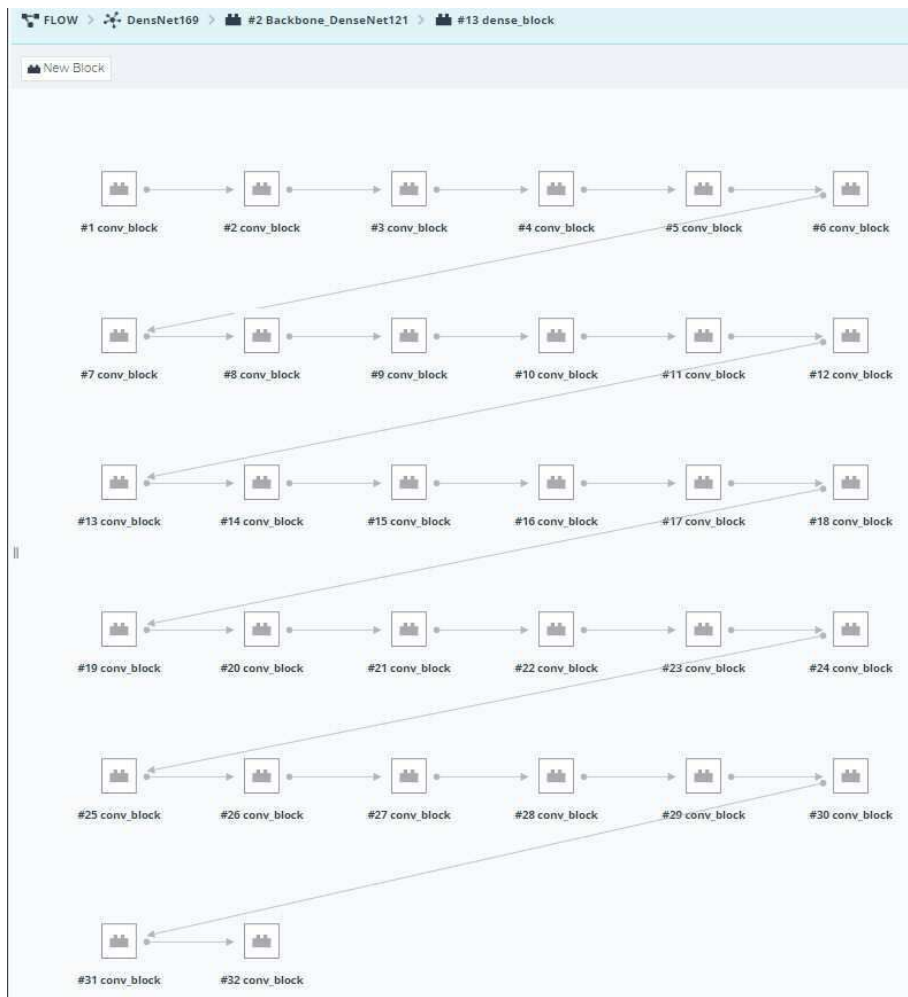 FLOW > DensNet169 > #2 Backbone_DenseNet121 > #13 dense_block
New Block
#1 conv_block #2 conv_block #3 conv_block #4 conv_block #5 conv_block #6 conv_block
#7 conv_block #8 conv_block #9 conv_block #10 conv_block #11 conv_block #12 conv_block
#13 conv_block #14 conv_block #15 conv_block #16 conv_block #17 conv_block #18 conv_block
#19 conv_block #20 conv_block #21 conv_block #22 conv_block #23 conv_block #24 conv_block
#25 conv_block #26 conv_block #27 conv_block #28 conv_block #29 conv_block #30 conv_block
#31 conv_block #32 conv_block